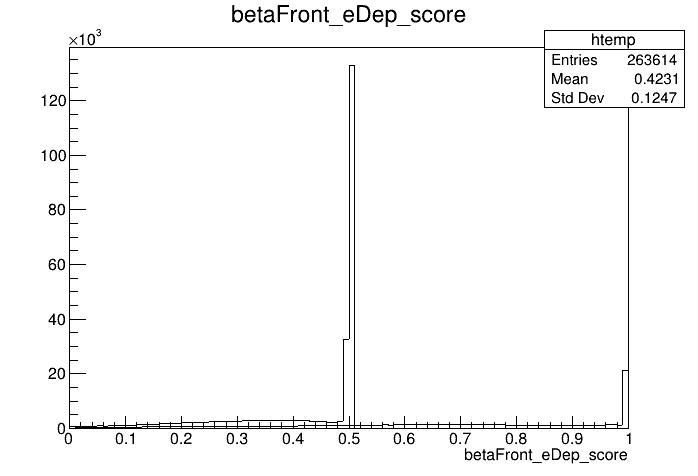 betaFront_eDep_score
×10³
htemp
Entries 263614
Mean 0.4231
Std Dev 0.1247
120
100
80
60
40
20
0
0 0.1 0.2 0.3 0.4 0.5 0.6 0.7 0.8 0.9 1
betaFront_eDep_score